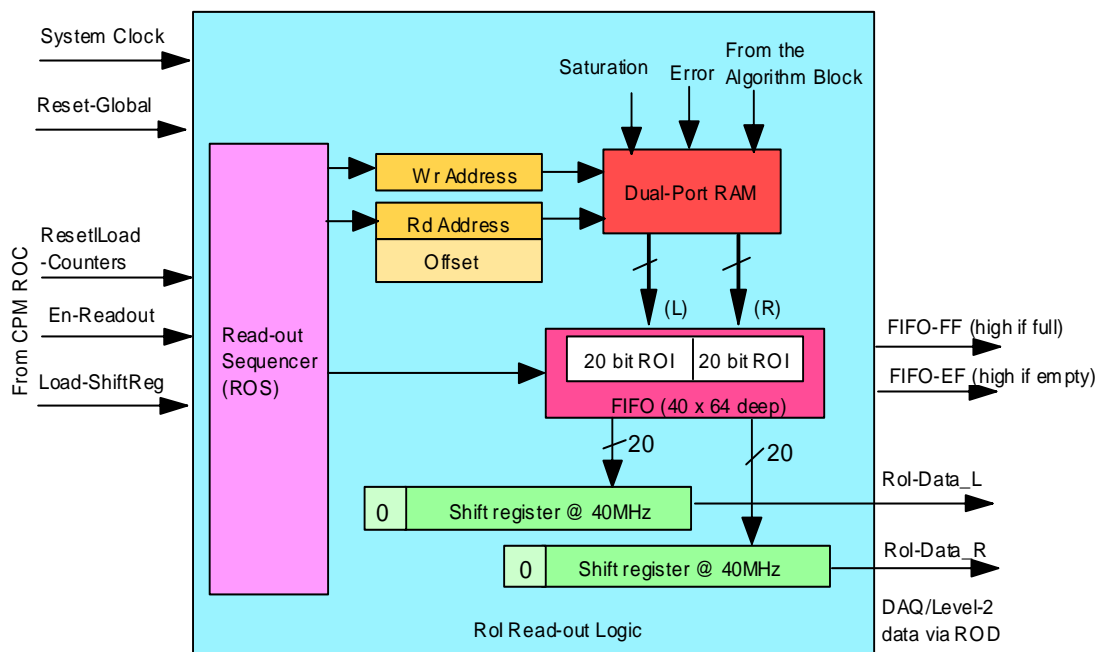 System Clock
Reset-Global
From CPM ROC
ResetlLoad
-Counters
En-Readout
Load-ShiftReg
Saturation
Error
From the
Algorithm Block
Wr Address
Rd Address
Offset
Dual-Port RAM
(L)
(R)
Read-out
Sequencer
(ROS)
20 bit ROI
20 bit ROI
FIFO (40 x 64 deep)
20
20
0
Shift register @ 40MHz
0
Shift register @ 40MHz
RoI Read-out Logic
FIFO-FF (high if full)
FIFO-EF (high if empty)
RoI-Data_L
RoI-Data_R
DAQ/Level-2
data via ROD